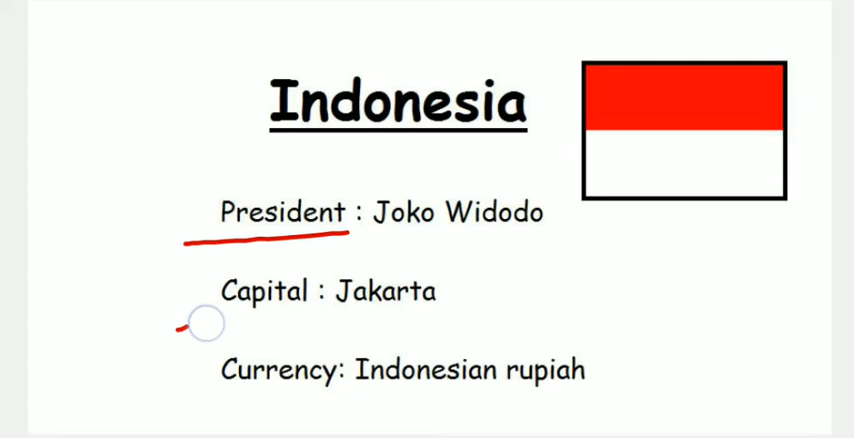 Indonesia
President : Joko Widodo
Capital : Jakarta
Currency: Indonesian rupiah